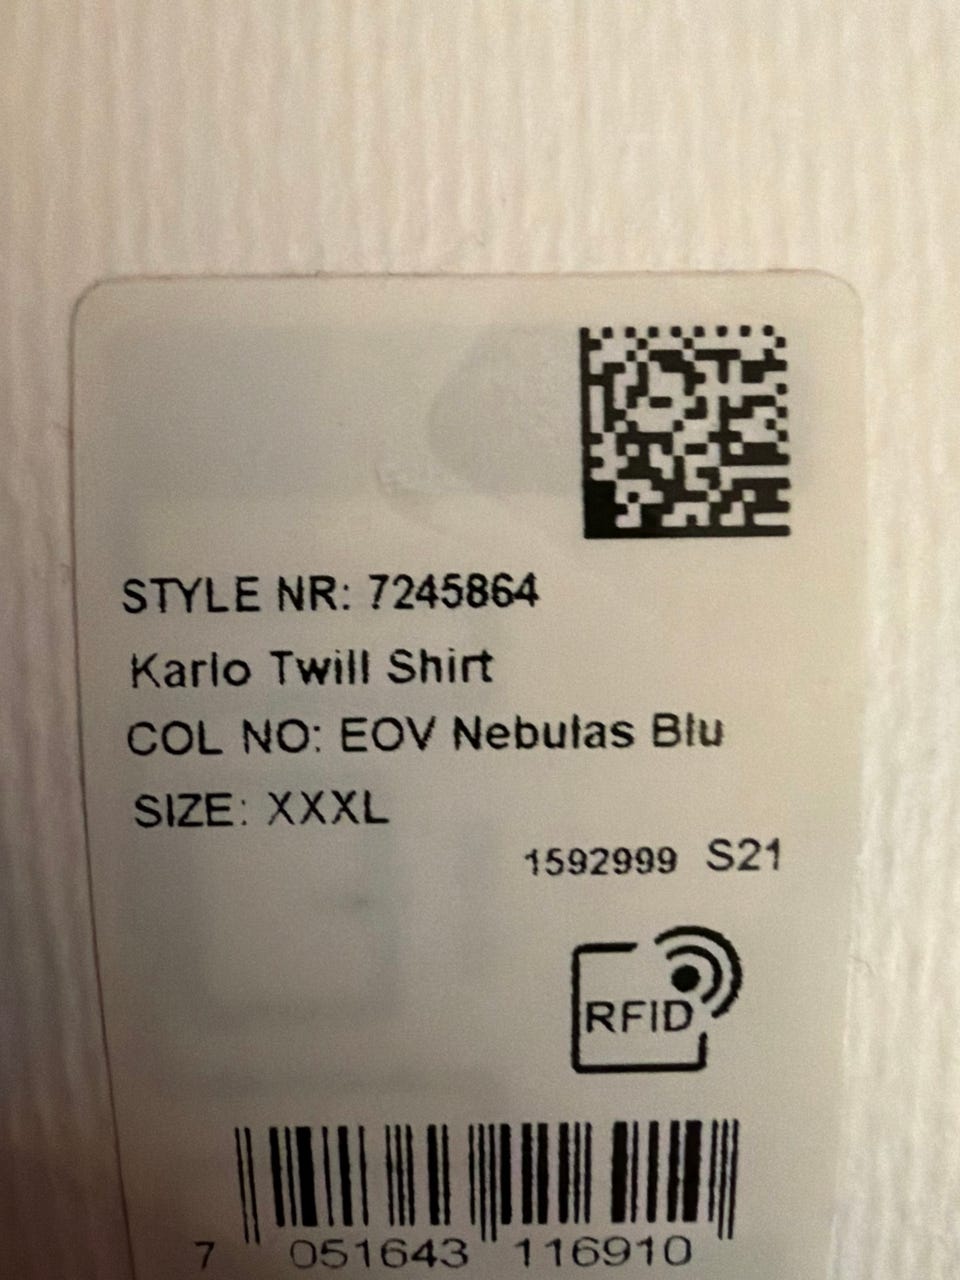 STYLE NR: 7245864
Karlo Twill Shirt
COL NO: EOV Nebulas Blu
SIZE: XXXL
1592999 S21
RFID
7 051643 116910